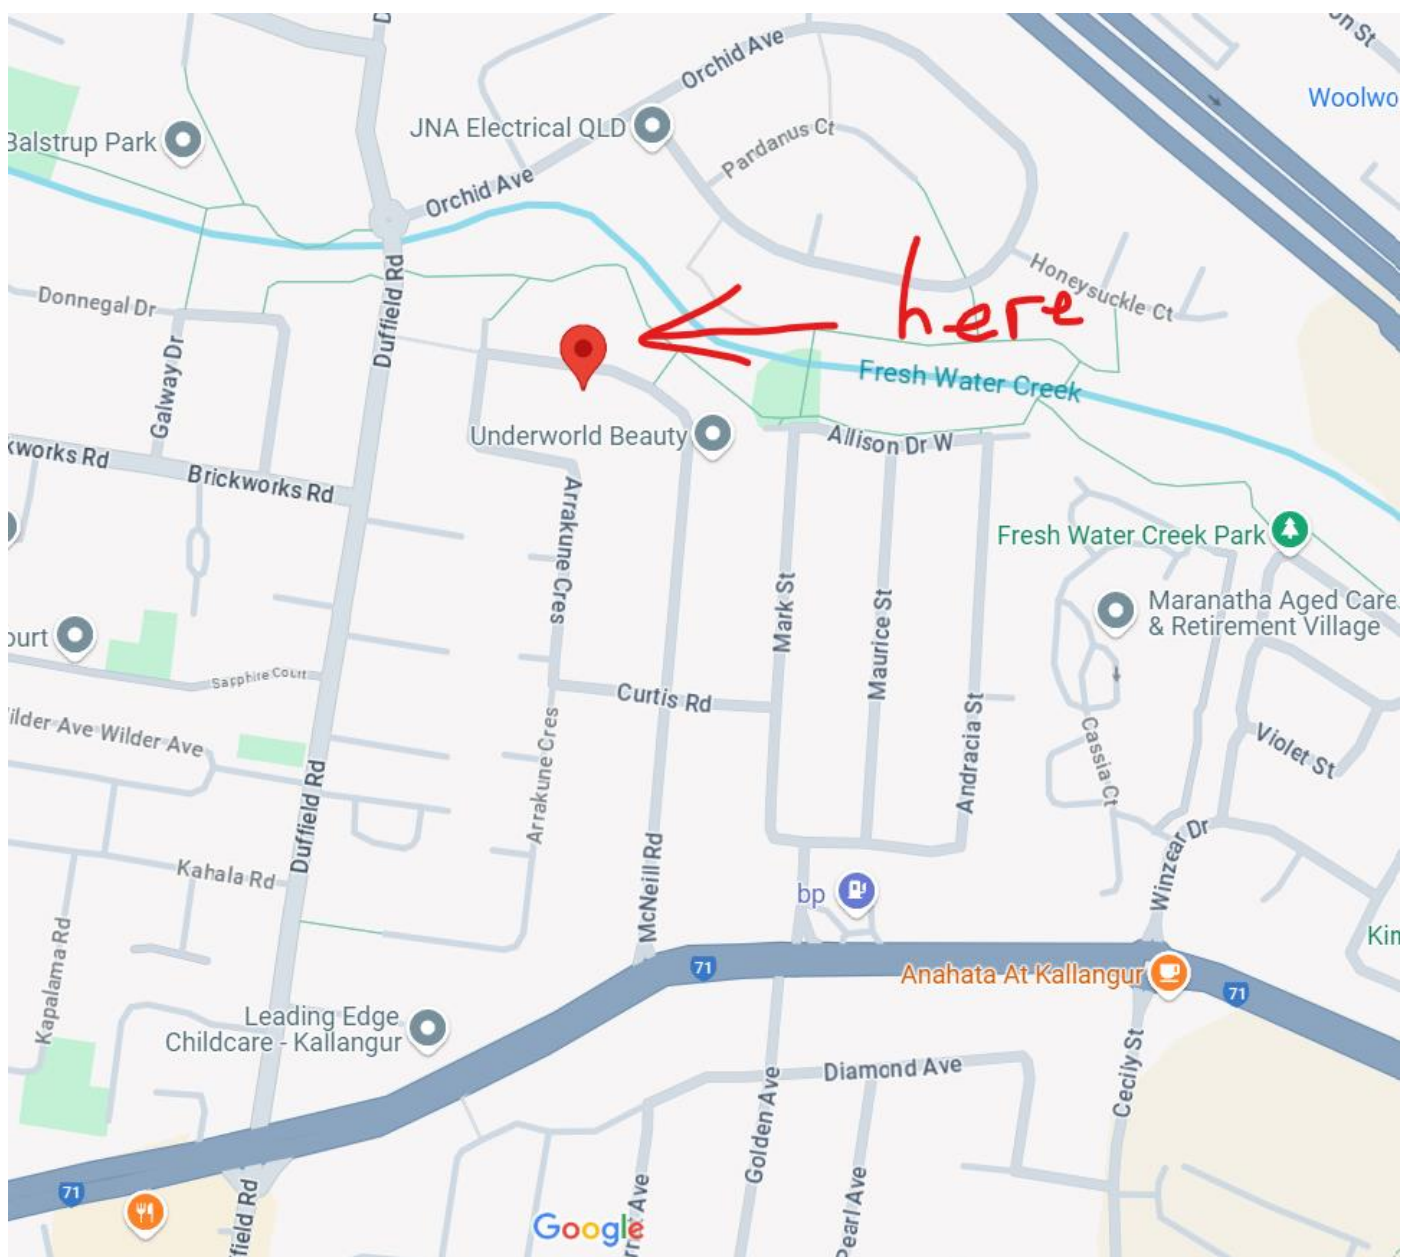 on St
Woolwo
Orchid Ave
JNA Electrical QLD
Balstrup Park
Pardanus Ct
Orchid Ave
here
Honeysuckle Ct
Donnegal Dr
Duffield Rd
Galway Dr
Fresh Water Creek
Underworld Beauty
Allison Dr W
kworks Rd
Brickworks Rd
Arrakune Cres
Fresh Water Creek Park
Mark St
Maurice St
Maranatha Aged Care
& Retirement Village
ourt
Sapphire Court
Curtis Rd
ilder Ave
Wilder Ave
Arrakune Cres
Andracia St
Cassia Ct
Violet St
Duffield Rd
McNeill Rd
Winzear Dr
Kahala Rd
bp
Kapalama Rd
Kin
71
Anahata At Kallangur
71
Leading Edge
Childcare - Kallangur
Diamond Ave
Golden Ave
Cecily St
71
ffield Rd
Google
Ave
Pearl Ave